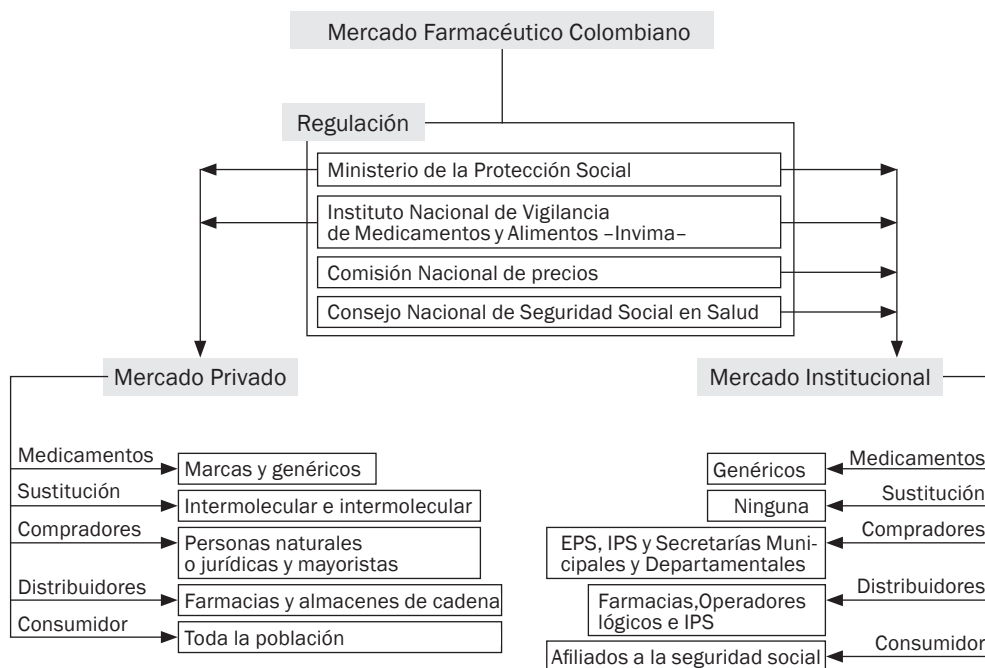 Mercado Farmacéutico Colombiano
Regulación
Ministerio de la Protección Social
Instituto Nacional de Vigilancia
de Medicamentos y Alimentos –Invima–
Comisión Nacional de precios
Consejo Nacional de Seguridad Social en Salud
Mercado Privado
Medicamentos
Marcas y genéricos
Sustitución
Intermolecular e intermolecular
Compradores
Personas naturales
o jurídicas y mayoristas
Distribuidores
Farmacias y almacenes de cadena
Consumidor
Toda la población
Mercado Institucional
Medicamentos
Genéricos
Sustitución
Ninguna
Compradores
EPS, IPS y Secretarías Muni-
cipales y Departamentales
Distribuidores
Farmacias,Operadores
lógicos e IPS
Consumidor
Afiliados a la seguridad social